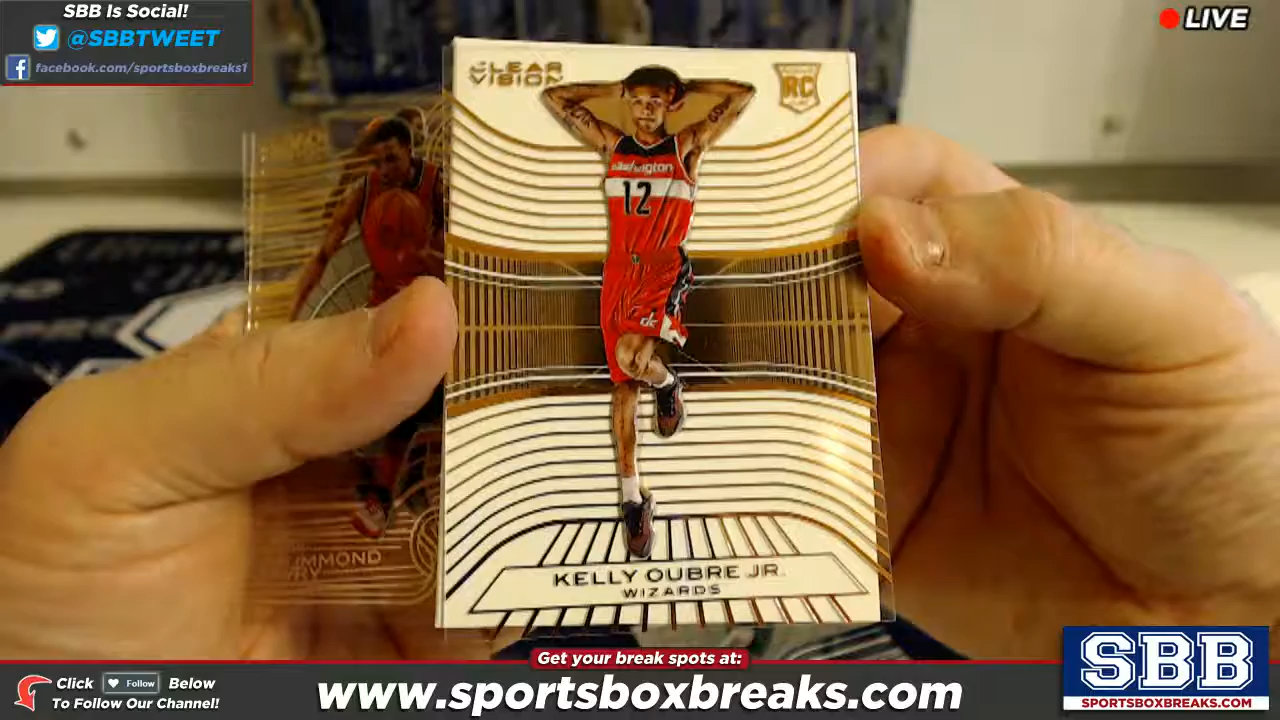 SBB Is Social!
@SBBTWEET
facebook.com/sportsboxbreaks1
LIVE
CLEAR
VISION
RC
Washington
12
KELLY OUBRE JR.
WIZARDS
MMOND
Get your break spots at:
Click Follow Below
To Follow Our Channel!
www.sportsboxbreaks.com
SBB
SPORTSBOXBREAKS.COM